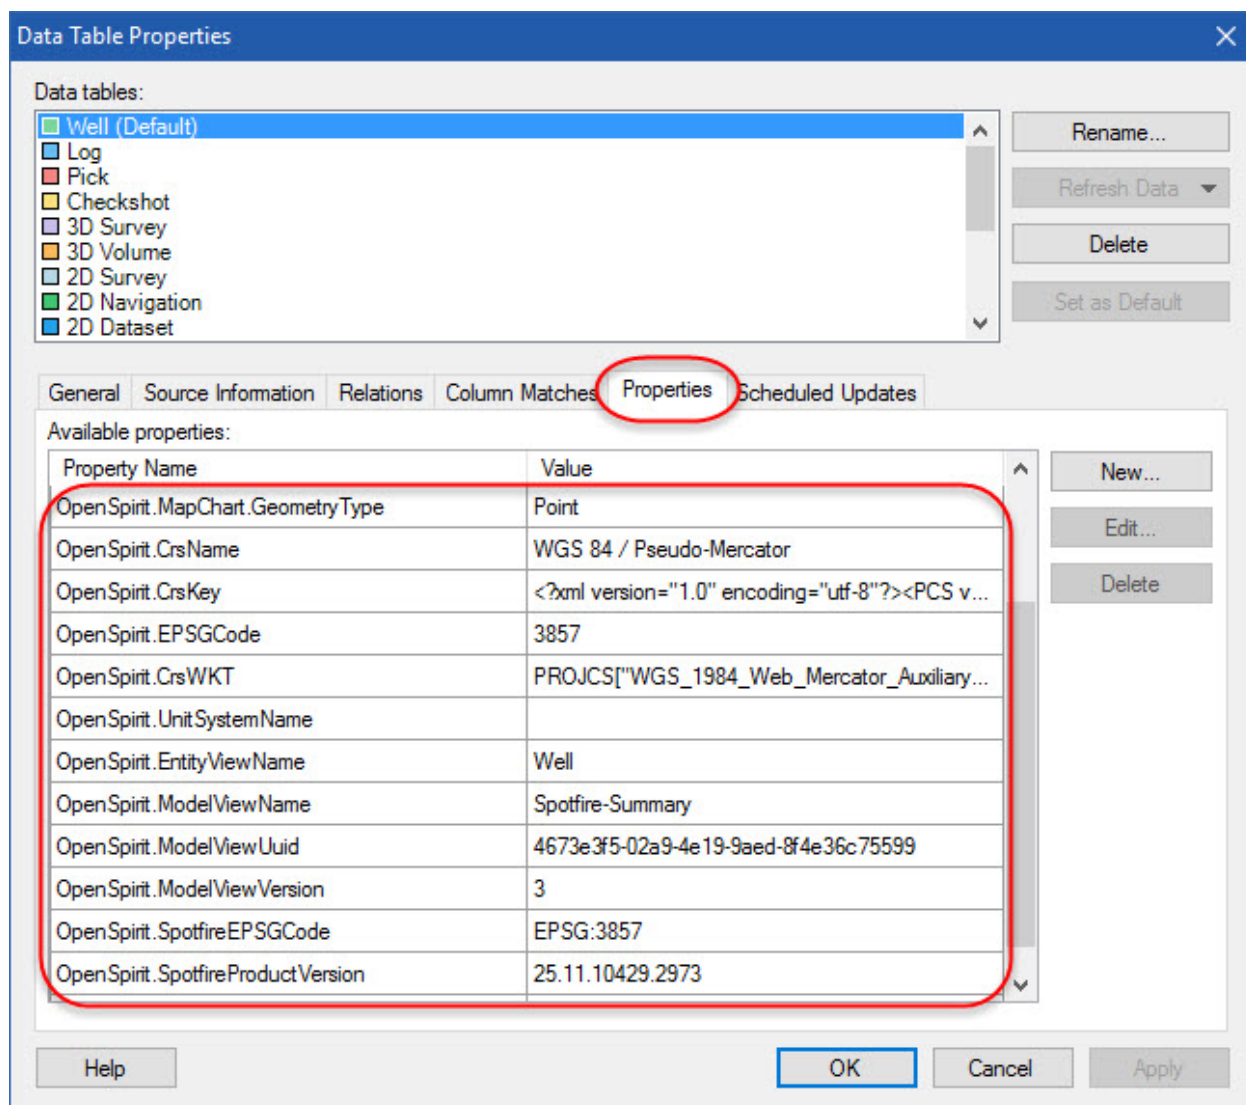 Data Table Properties
Data tables:
Well (Default)
Log
Pick
Checkshot
3D Survey
3D Volume
2D Survey
2D Navigation
2D Dataset
Rename...
Refresh Data
Delete
Set as Default
General Source Information Relations Column Matches Properties Scheduled Updates
Available properties:
Property Name Value
OpenSpirit.MapChart.GeometryType Point
OpenSpirit.CrsName WGS 84 / Pseudo-Mercator
OpenSpirit.CrsKey <?xml version="1.0" encoding="utf-8"?><PCS v...
OpenSpirit.EPSGCode 3857
OpenSpirit.CrsWKT PROJCS["WGS_1984_Web_Mercator_Auxiliary...
OpenSpirit.UnitSystemName
OpenSpirit.EntityViewName Well
OpenSpirit.ModelViewName Spotfire-Summary
OpenSpirit.ModelViewUuid 4673e3f5-02a9-4e19-9aed-8f4e36c75599
OpenSpirit.ModelViewVersion 3
OpenSpirit.SpotfireEPSGCode EPSG:3857
OpenSpirit.SpotfireProductVersion 25.11.10429.2973
New...
Edit...
Delete
Help OK Cancel Apply